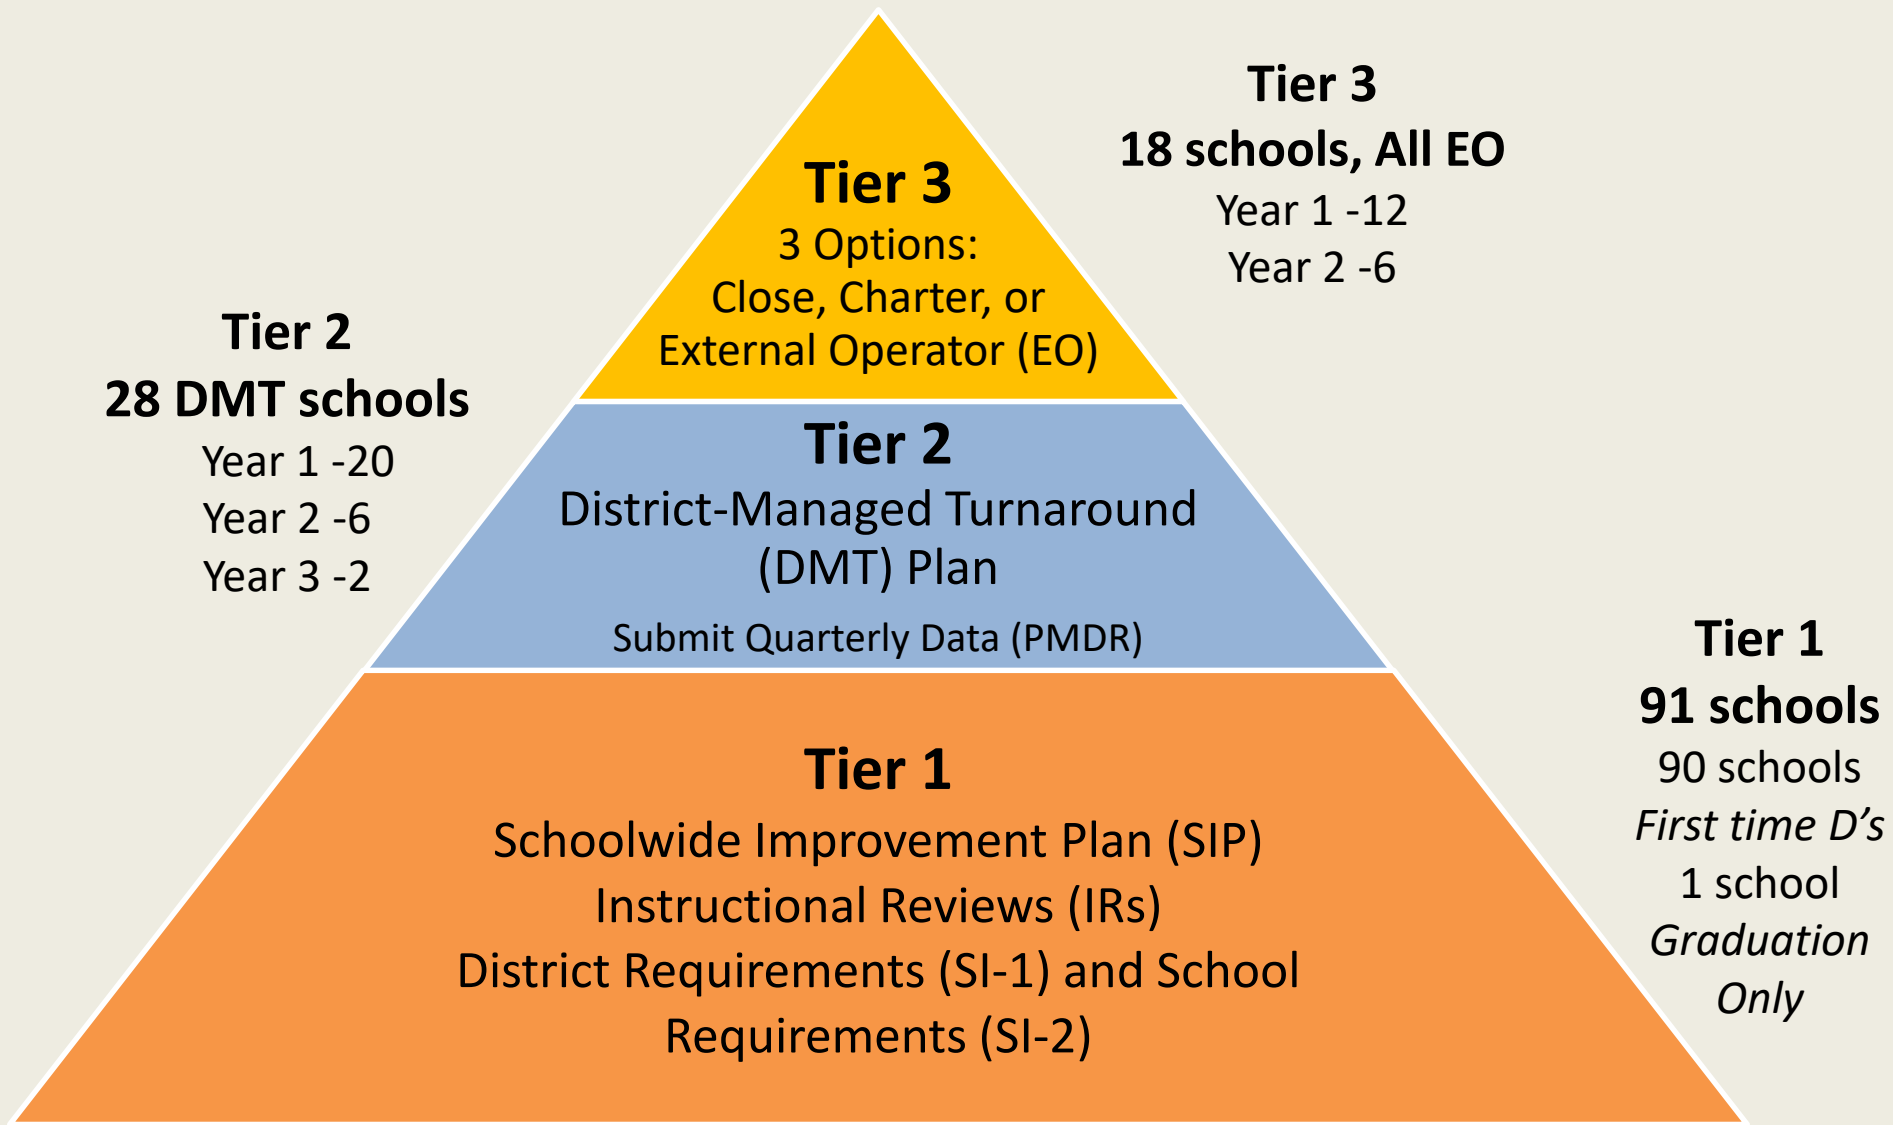 Tier 3
3 Options:
Close, Charter, or
External Operator (EO)
Tier 2
District-Managed Turnaround
(DMT) Plan
Submit Quarterly Data (PMDR)
Tier 1
Schoolwide Improvement Plan (SIP)
Instructional Reviews (IRs)
District Requirements (SI-1) and School
Requirements (SI-2)
Tier 3
18 schools, All EO
Year 1 -12
Year 2 -6
Tier 2
28 DMT schools
Year 1 -20
Year 2 -6
Year 3 -2
Tier 1
91 schools
90 schools
First time D’s
1 school
Graduation
Only